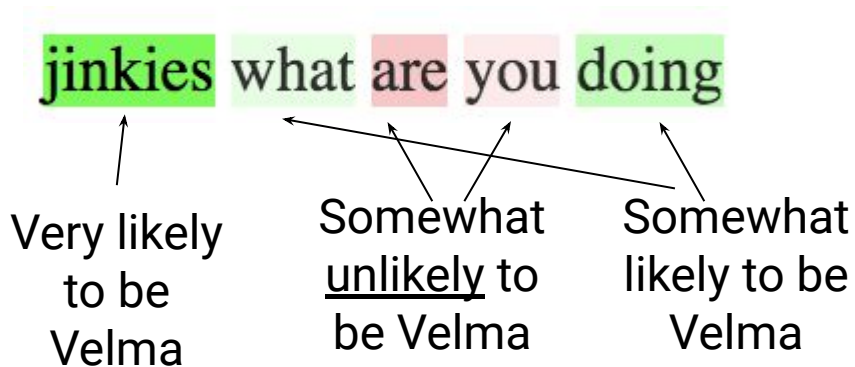 jinkies what are you doing
Very likely
to be
Velma
Somewhat
unlikely to
be Velma
Somewhat
likely to be
Velma